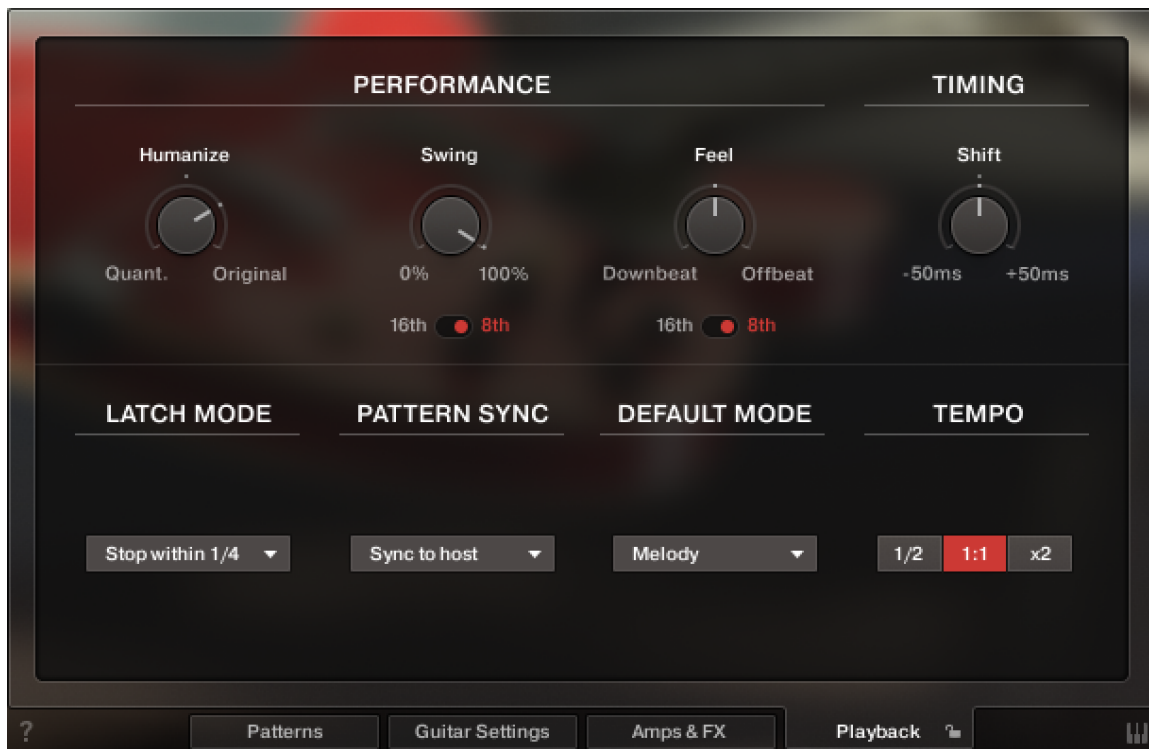 PERFORMANCE TIMING
Humanize Swing Feel Shift
Quant. Original 0% 100% Downbeat Offbeat -50ms +50ms
16th 8th 16th 8th
LATCH MODE PATTERN SYNC DEFAULT MODE TEMPO
Stop within 1/4 Sync to host Melody 1/2 1:1 x2
? Patterns Guitar Settings Amps & FX Playback